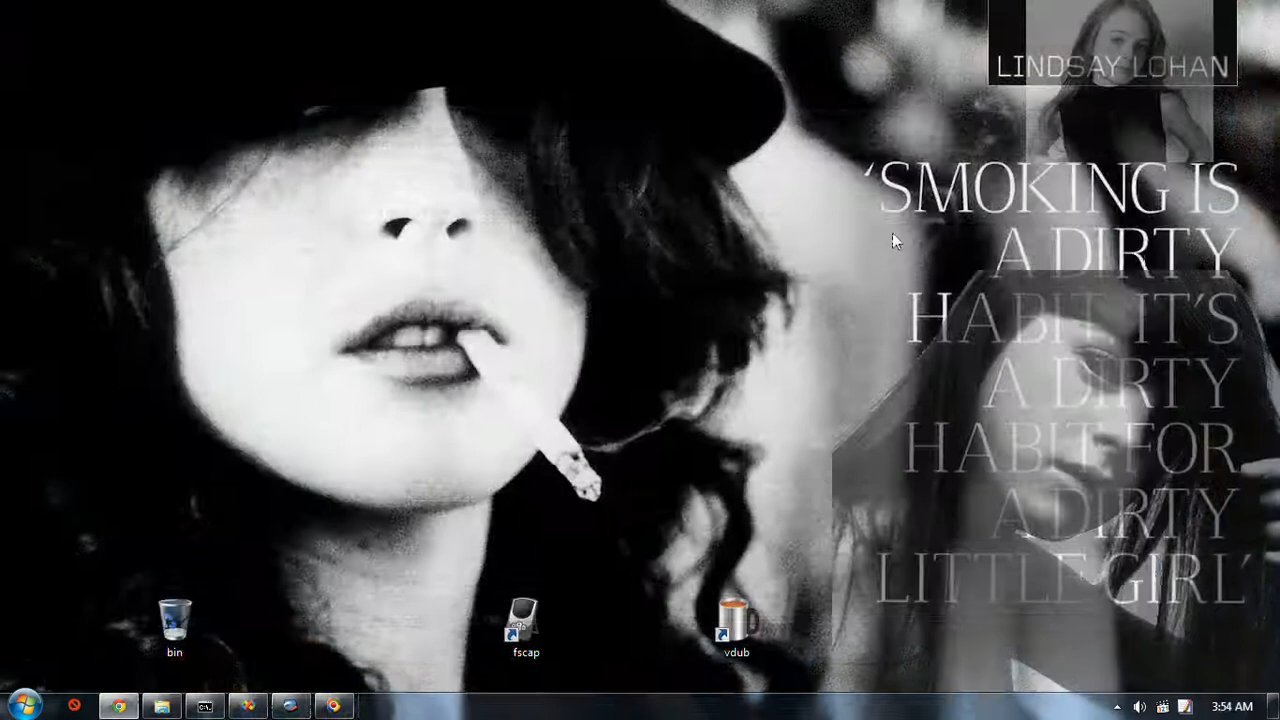 LINDSAY LOHAN
‘SMOKING IS
A DIRTY
HABIT. IT’S
A DIRTY
HABIT FOR
A DIRTY
LITTLE GIRL’
bin
fscap
vdub
3:54 AM